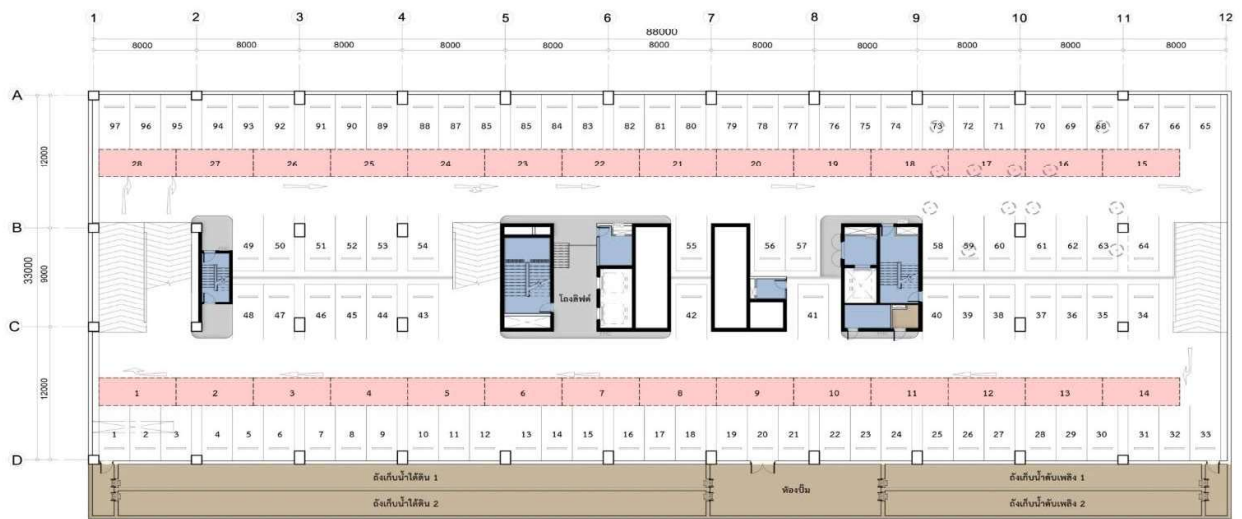 1 2 3 4 5 6 7 8 9 10 11 12
88000
8000 8000 8000 8000 8000 8000 8000 8000 8000 8000 8000
A
97 96 95 94 93 92 91 90 89 88 87 85 85 84 83 82 81 80 79 78 77 76 75 74 73 72 71 70 69 68 67 66 65
12000
28 27 26 25 24 23 22 21 20 19 18 17 16 15
B
49 50 51 52 53 54 55 56 57 58 59 60 61 62 63 64
33000
9000
โถงลิฟต์
48 47 46 45 44 43 42 41 40 39 38 37 36 35 34
C
12000
1 2 3 4 5 6 7 8 9 10 11 12 13 14
1 2 3 4 5 6 7 8 9 10 11 12 13 14 15 16 17 18 19 20 21 22 23 24 25 26 27 28 29 30 31 32 33
D
ถังเก็บน้ำใต้ดิน 1 ห้องปั๊ม ถังเก็บน้ำดับเพลิง 1
ถังเก็บน้ำใต้ดิน 2 ถังเก็บน้ำดับเพลิง 2